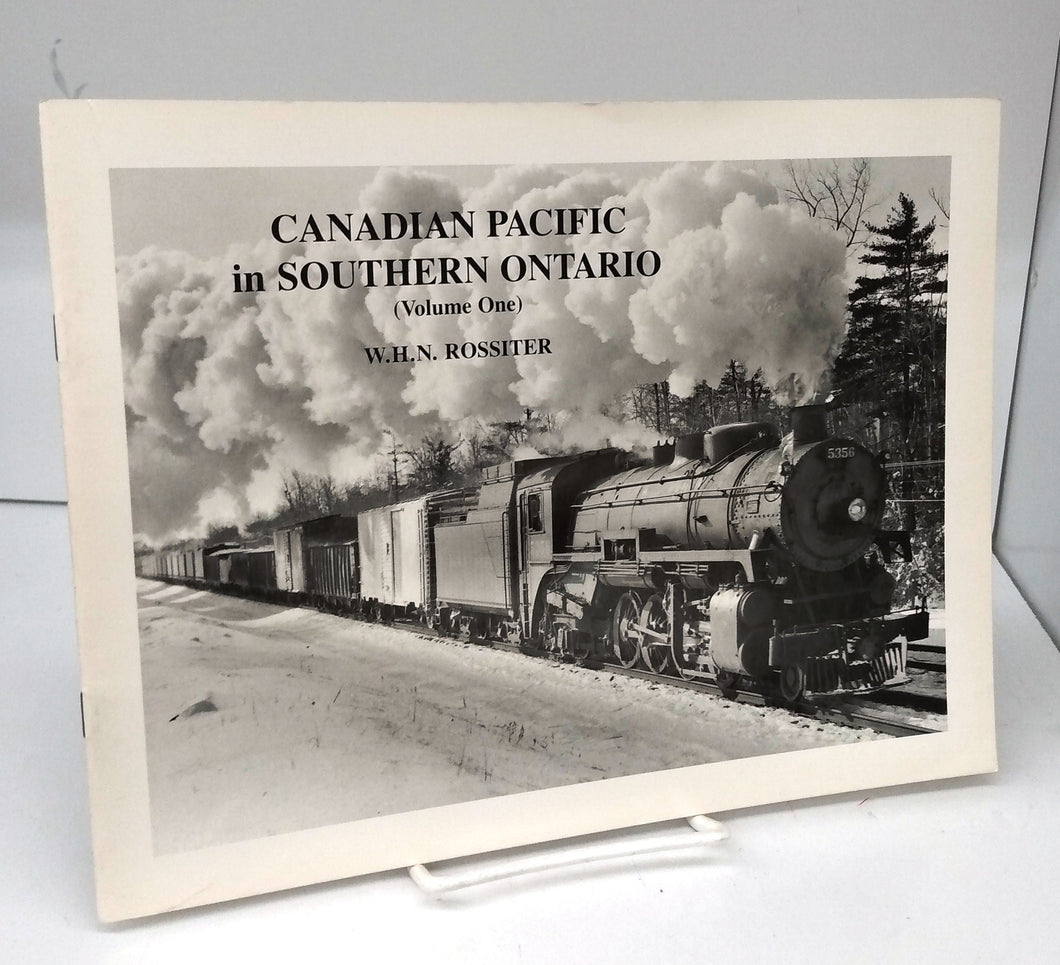 CANADIAN PACIFIC
in SOUTHERN ONTARIO
(Volume One)
W.H.N. ROSSITER
5356